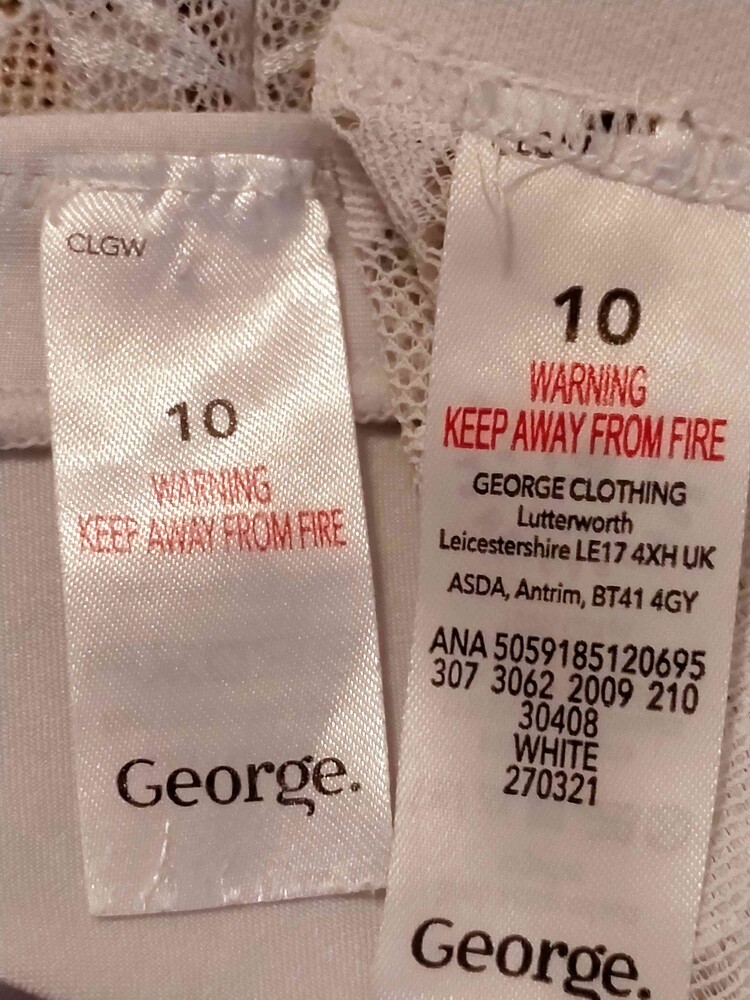 CLGW
10
WARNING
KEEP AWAY FROM FIRE
George.
10
WARNING
KEEP AWAY FROM FIRE
GEORGE CLOTHING
Lutterworth
Leicestershire LE17 4XH UK
ASDA, Antrim, BT41 4GY
ANA 5059185120695
307 3062 2009 210
30408
WHITE
270321
George.